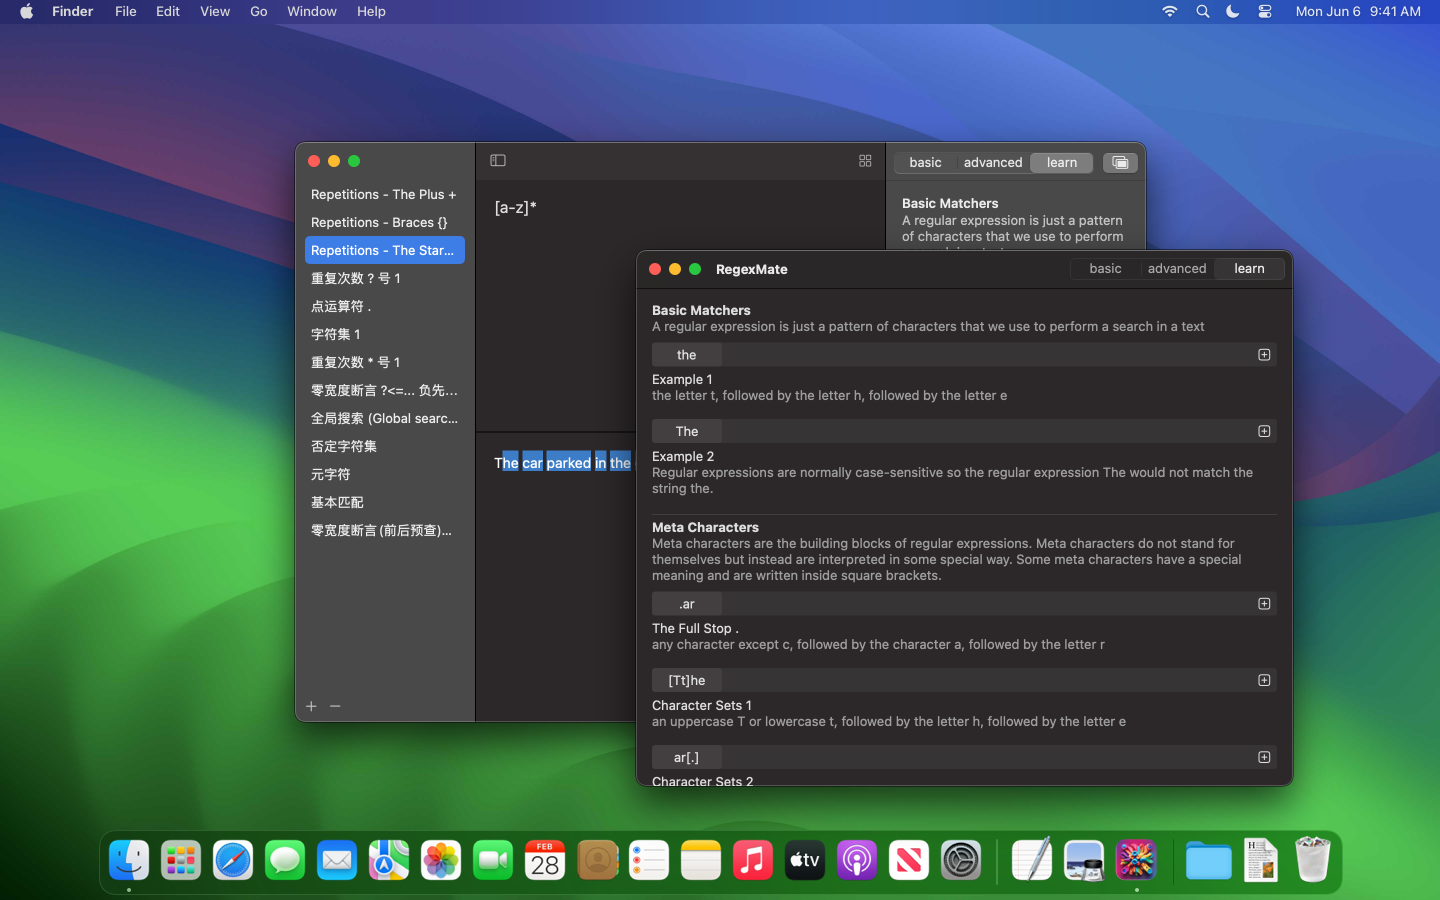 Finder File Edit View Go Window Help
Mon Jun 6 9:41 AM
Repetitions - The Plus +
Repetitions - Braces {}
Repetitions - The Star...
重复次数 ? 号 1
点运算符 .
字符集 1
重复次数 * 号 1
零宽度断言 ?<=... 负先...
全局搜索 (Global searc...
否定字符集
元字符
基本匹配
零宽度断言(前后预查)...
[a-z]*
The car parked in the
basic advanced learn
Basic Matchers
A regular expression is just a pattern
of characters that we use to perform
RegexMate
basic advanced learn
Basic Matchers
A regular expression is just a pattern of characters that we use to perform a search in a text
the
Example 1
the letter t, followed by the letter h, followed by the letter e
The
Example 2
Regular expressions are normally case-sensitive so the regular expression The would not match the
string the.
Meta Characters
Meta characters are the building blocks of regular expressions. Meta characters do not stand for
themselves but instead are interpreted in some special way. Some meta characters have a special
meaning and are written inside square brackets.
.ar
The Full Stop .
any character except c, followed by the character a, followed by the letter r
[Tt]he
Character Sets 1
an uppercase T or lowercase t, followed by the letter h, followed by the letter e
ar[.]
Character Sets 2
FEB
28
tv